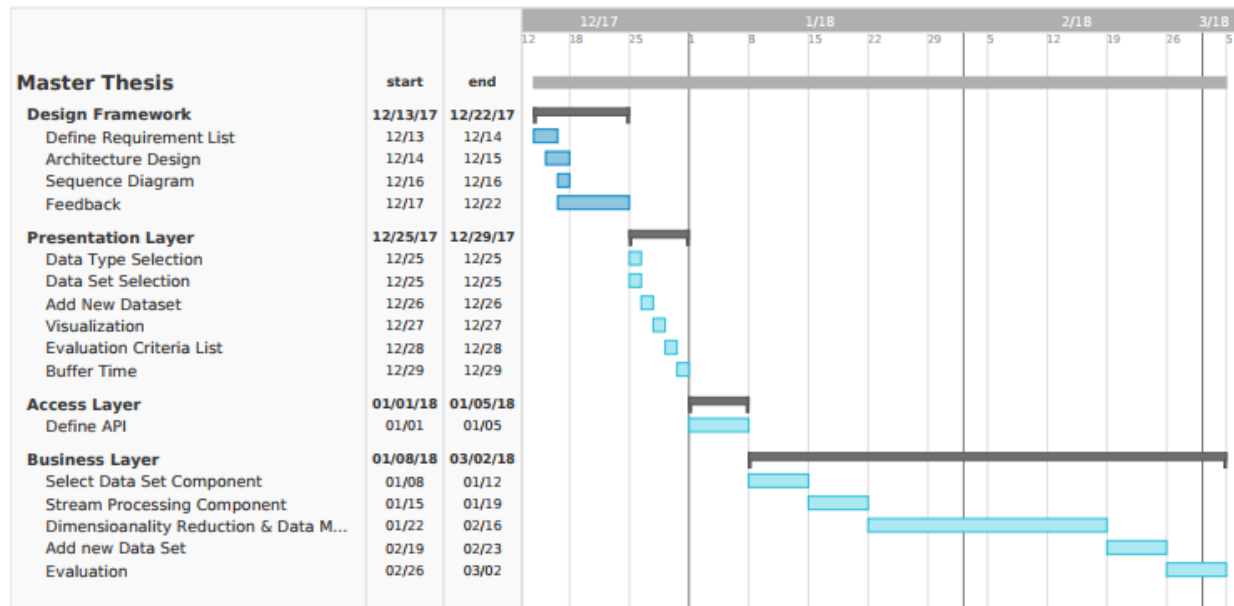 12/17 1/18 2/18 3/18
12 18 25 1 8 15 22 29 5 12 19 26 5
Master Thesis start end
Design Framework 12/13/17 12/22/17
Define Requirement List 12/13 12/14
Architecture Design 12/14 12/15
Sequence Diagram 12/16 12/16
Feedback 12/17 12/22
Presentation Layer 12/25/17 12/29/17
Data Type Selection 12/25 12/25
Data Set Selection 12/25 12/25
Add New Dataset 12/26 12/26
Visualization 12/27 12/27
Evaluation Criteria List 12/28 12/28
Buffer Time 12/29 12/29
Access Layer 01/01/18 01/05/18
Define API 01/01 01/05
Business Layer 01/08/18 03/02/18
Select Data Set Component 01/08 01/12
Stream Processing Component 01/15 01/19
Dimensioanality Reduction & Data M... 01/22 02/16
Add new Data Set 02/19 02/23
Evaluation 02/26 03/02